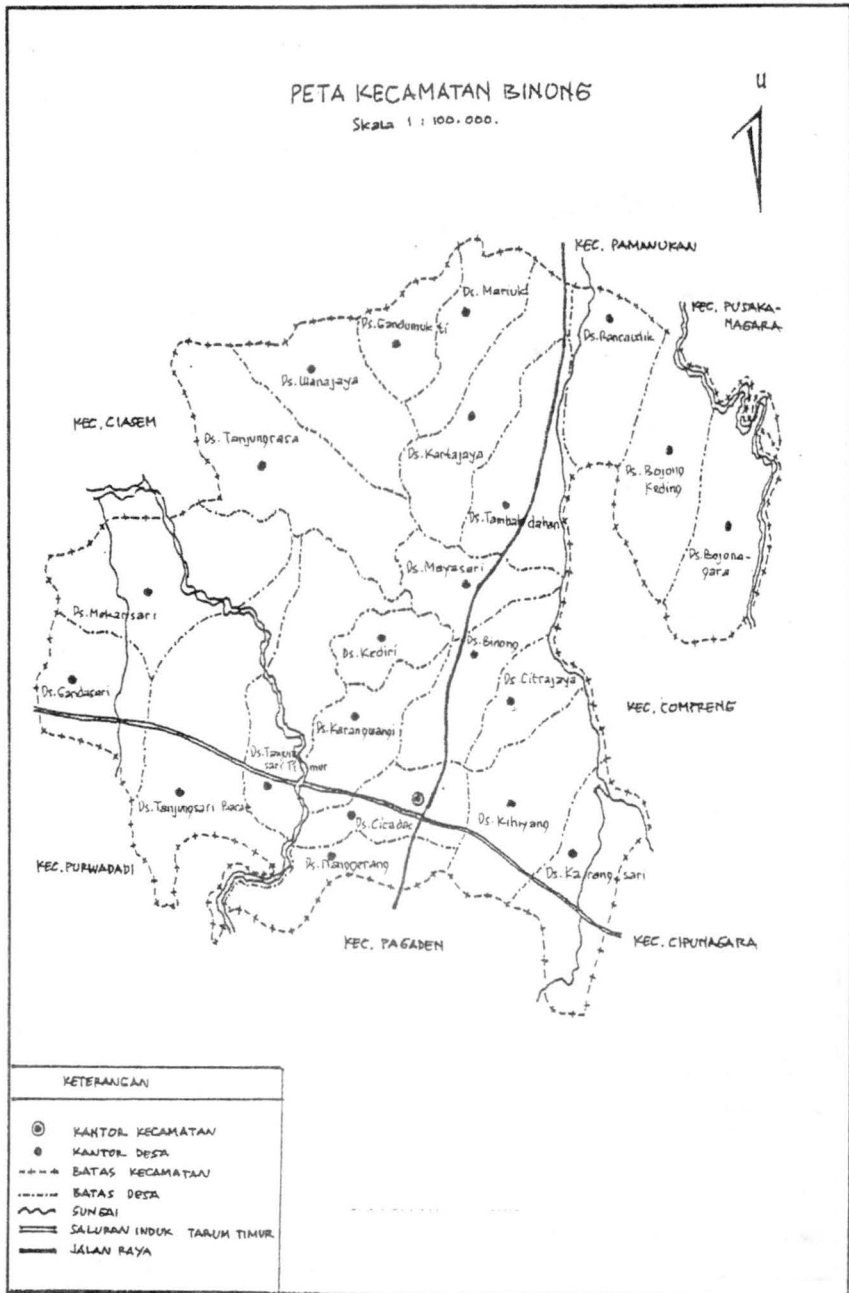 PETA KECAMATAN BINONG
Skala 1 : 100.000.
U
KEC. PAMANUKAN
KEC. PUSAKA-
NAGARA
Ds. Mariuk
Ds. Gandumukti
Ds. Rancaudik
Ds. Wanajaya
KEC. CIASEM
Ds. Tanjungrasa
Ds. Kartajaya
Ds. Bojong
Keding
Ds. Tambakdahan
Ds. Bojong-
gara
Ds. Mayasari
Ds. Mekarsari
Ds. Kediri
Ds. Binong
Ds. Citrajaya
Ds. Gandasari
KEC. COMPRENG
Ds. Karangwangi
Ds. Tanjung
sari Timur
Ds. Tanjungsari Barat
Ds. Cicadas
Ds. Kihiyang
KEC. PURWADADI
Ds. Nanggerang
Ds. Karangsari
KEC. PAGADEN
KEC. CIPUNAGARA
KETERANGAN
KANTOR KECAMATAN
KANTOR DESA
BATAS KECAMATAN
BATAS DESA
SUNGAI
SALURAN INDUK TARUM TIMUR
JALAN RAYA